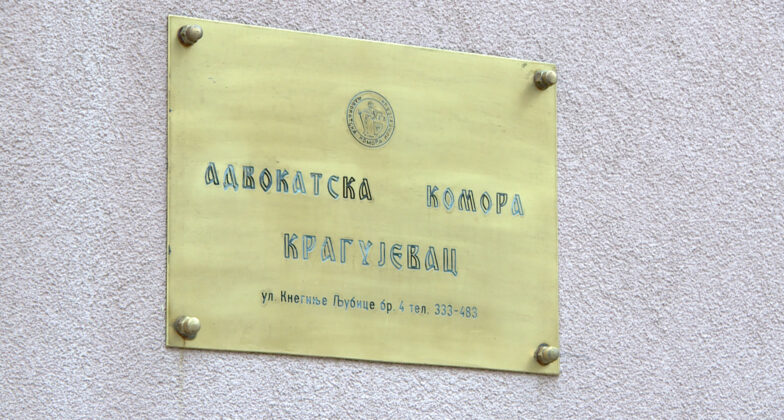 АДВОКАТСКА КОМОРА
КРАГУЈЕВАЦ
ул. Кнегиње Љубице бр. 4 тел. 333-483